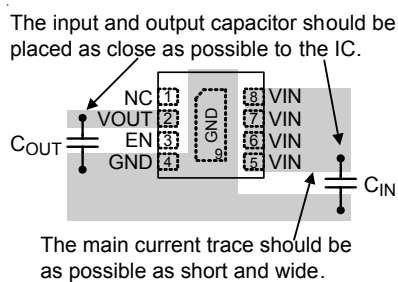 The input and output capacitor should be
placed as close as possible to the IC.
NC 1 8 VIN
VOUT 2 7 VIN
EN 3 6 VIN
GND 4 5 VIN
GND
9
COUT
CIN
The main current trace should be
as possible as short and wide.